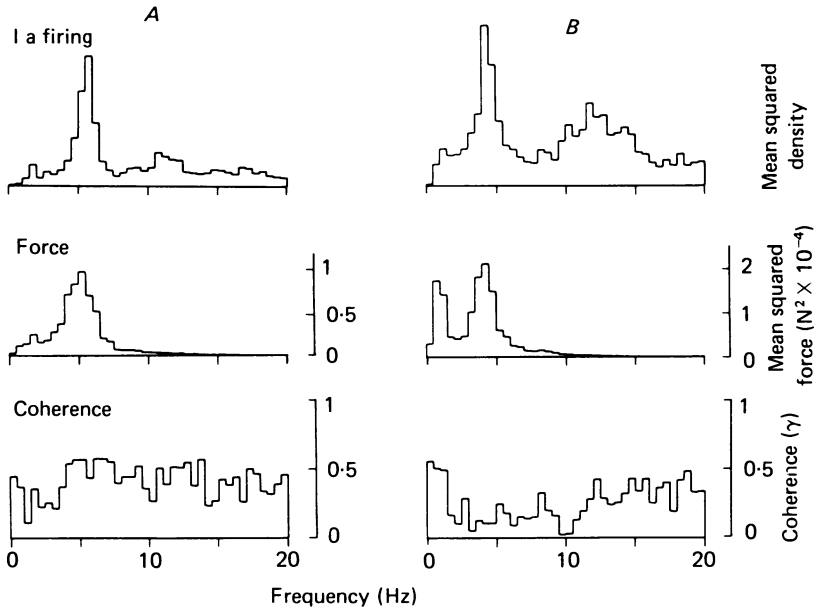 A
B
I a firing
Mean squared
density
Force
1
0·5
0
2
1
0
Mean squared
force (N² × 10⁻⁴)
Coherence
1
0·5
0
1
0·5
0
Coherence (γ)
0
10
20
0
10
20
Frequency (Hz)